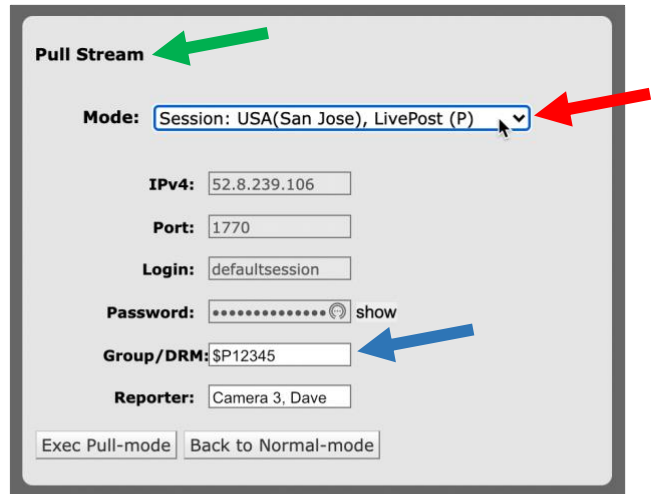 Pull Stream
Mode: Session: USA(San Jose), LivePost (P)
IPv4: 52.8.239.106
Port: 1770
Login: defaultsession
Password: •••••••••••••• show
Group/DRM: $P12345
Reporter: Camera 3, Dave
Exec Pull-mode Back to Normal-mode